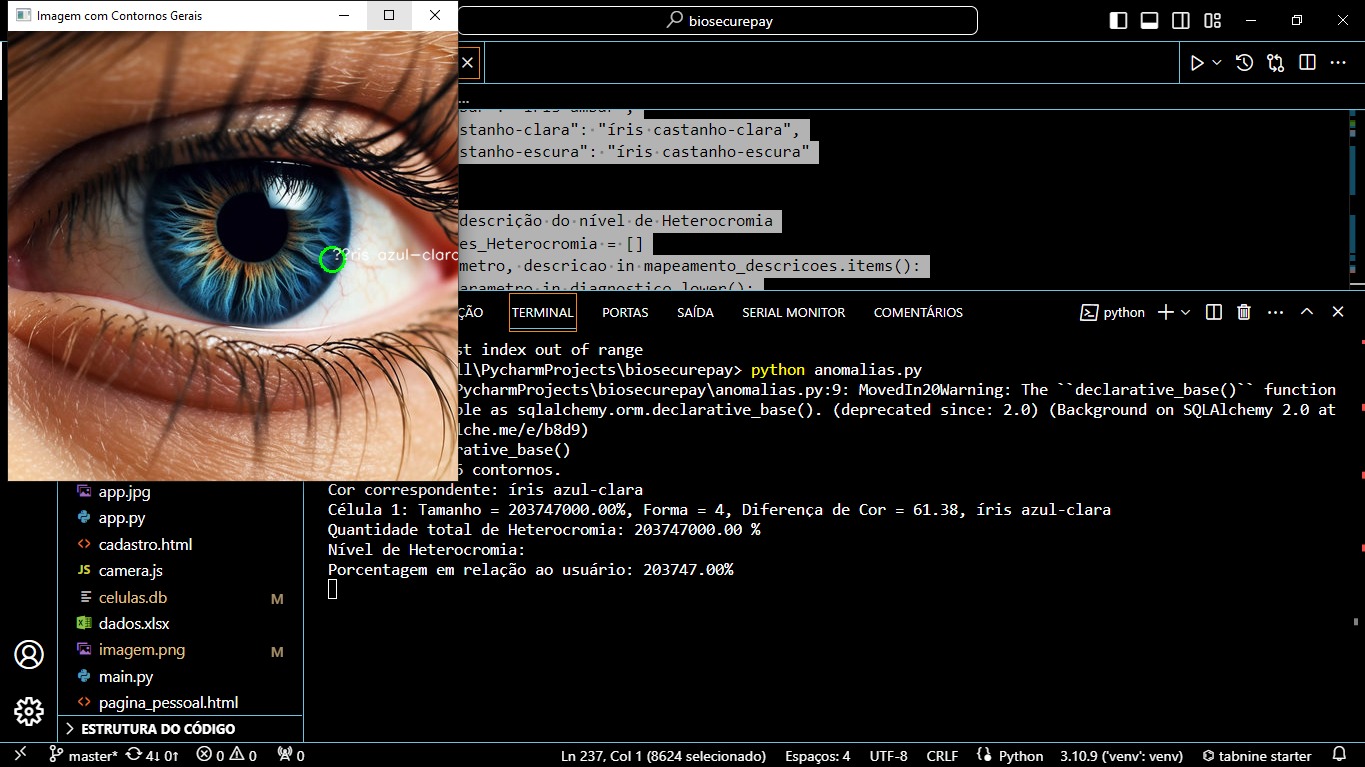 Imagem com Contornos Gerais
biosecurepay
...
stanho-clara": "íris castanho-clara",
stanho-escura": "íris castanho-escura"
descrição do nível de Heterocromia
es_Heterocromia = []
metro, descricao in mapeamento_descricoes.items():
arametro in diagnostico.lower():
??ris azul-clara
ÇÃO
TERMINAL
PORTAS
SAÍDA
SERIAL MONITOR
COMENTÁRIOS
python
st index out of range
ll\PycharmProjects\biosecurepay> python anomalias.py
PycharmProjects\biosecurepay\anomalias.py:9: MovedIn20Warning: The ``declarative_base()`` function
ble as sqlalchemy.orm.declarative_base(). (deprecated since: 2.0) (Background on SQLAlchemy 2.0 at
lche.me/e/b8d9)
rative_base()
5 contornos.
Cor correspondente: íris azul-clara
Célula 1: Tamanho = 203747000.00%, Forma = 4, Diferença de Cor = 61.38, íris azul-clara
Quantidade total de Heterocromia: 203747000.00 %
Nível de Heterocromia:
Porcentagem em relação ao usuário: 203747.00%
app.jpg
app.py
cadastro.html
JS camera.js
celulas.db M
dados.xlsx
imagem.png M
main.py
pagina_pessoal.html
ESTRUTURA DO CÓDIGO
master* 4↓ 0↑ 0 0 0 Ln 237, Col 1 (8624 selecionado) Espaços: 4 UTF-8 CRLF Python 3.10.9 ('venv': venv) tabnine starter